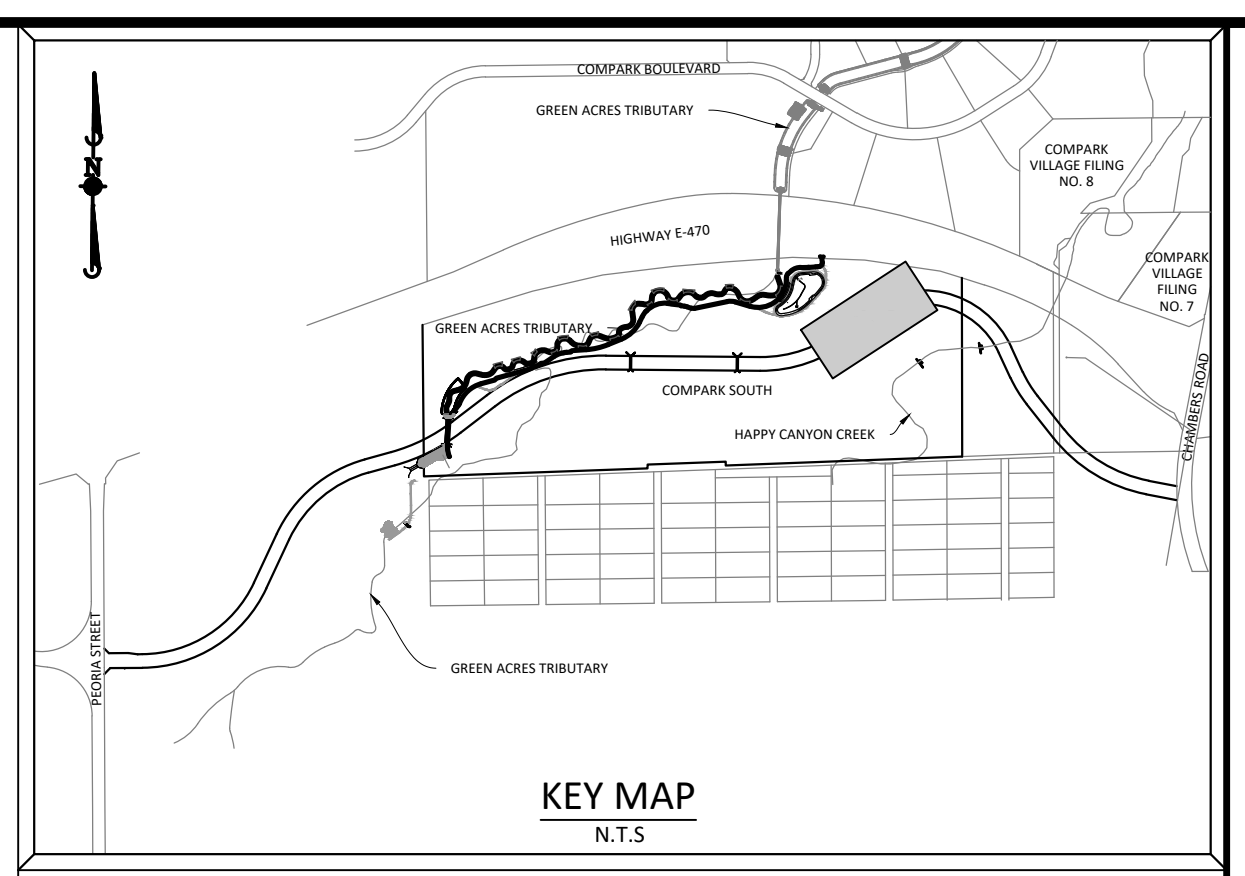 COMPARK BOULEVARD
GREEN ACRES TRIBUTARY
COMPARK
VILLAGE FILING
NO. 8
N
HIGHWAY E-470
COMPARK
VILLAGE
FILING
NO. 7
GREEN ACRES TRIBUTARY
COMPARK SOUTH
CHAMBERS ROAD
HAPPY CANYON CREEK
PEORIA STREET
GREEN ACRES TRIBUTARY
KEY MAP
N.T.S